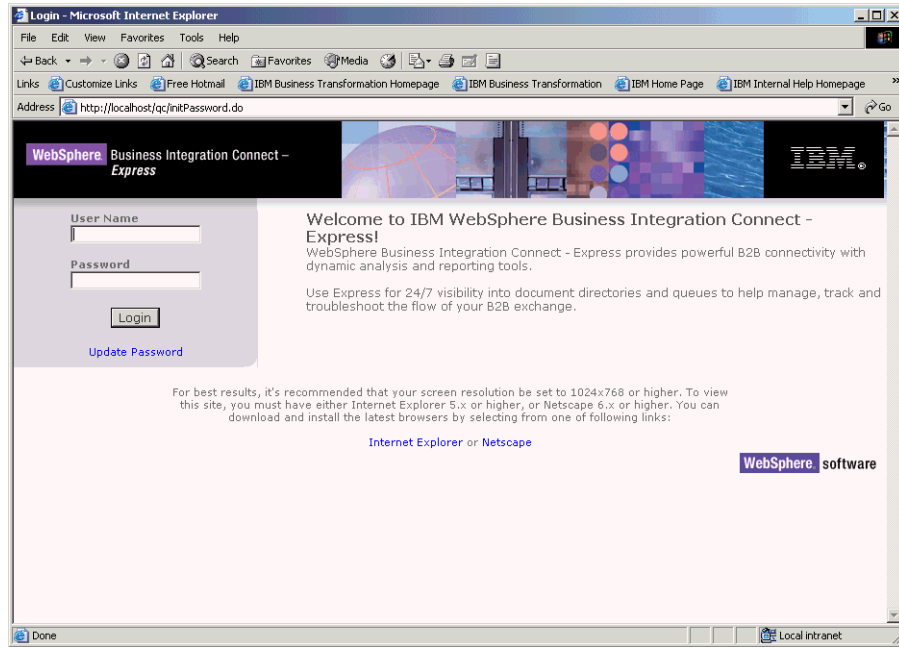 Login - Microsoft Internet Explorer
File Edit View Favorites Tools Help
Back Search Favorites Media
Links Customize Links Free Hotmail IBM Business Transformation Homepage IBM Business Transformation IBM Home Page IBM Internal Help Homepage »
Address http://localhost/qc/initPassword.do Go
WebSphere. Business Integration Connect –
Express
IBM®
User Name
Password
Login
Update Password
Welcome to IBM WebSphere Business Integration Connect -
Express!
WebSphere Business Integration Connect - Express provides powerful B2B connectivity with
dynamic analysis and reporting tools.
Use Express for 24/7 visibility into document directories and queues to help manage, track and
troubleshoot the flow of your B2B exchange.
For best results, it's recommended that your screen resolution be set to 1024x768 or higher. To view
this site, you must have either Internet Explorer 5.x or higher, or Netscape 6.x or higher. You can
download and install the latest browsers by selecting from one of following links:
Internet Explorer or Netscape
WebSphere. software
Done Local intranet